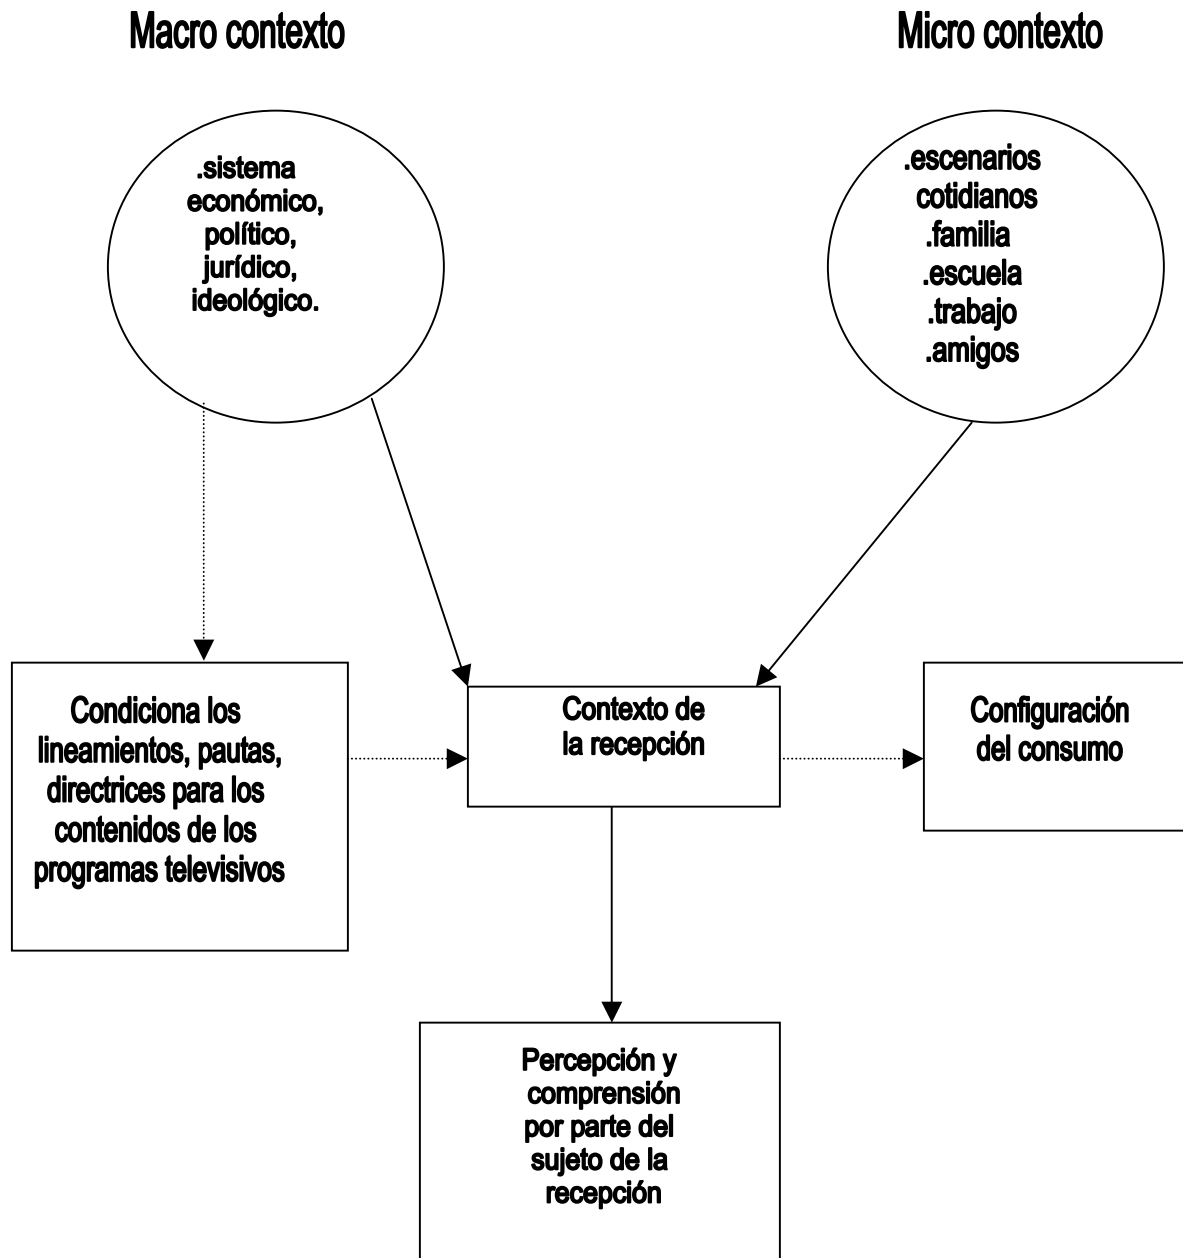 Macro contexto
Micro contexto
.sistema
económico,
político,
jurídico,
ideológico.
.escenarios
cotidianos
.familia
.escuela
.trabajo
.amigos
Condiciona los
lineamientos, pautas,
directrices para los
contenidos de los
programas televisivos
Contexto de
la recepción
Configuración
del consumo
Percepción y
comprensión
por parte del
sujeto de la
recepción